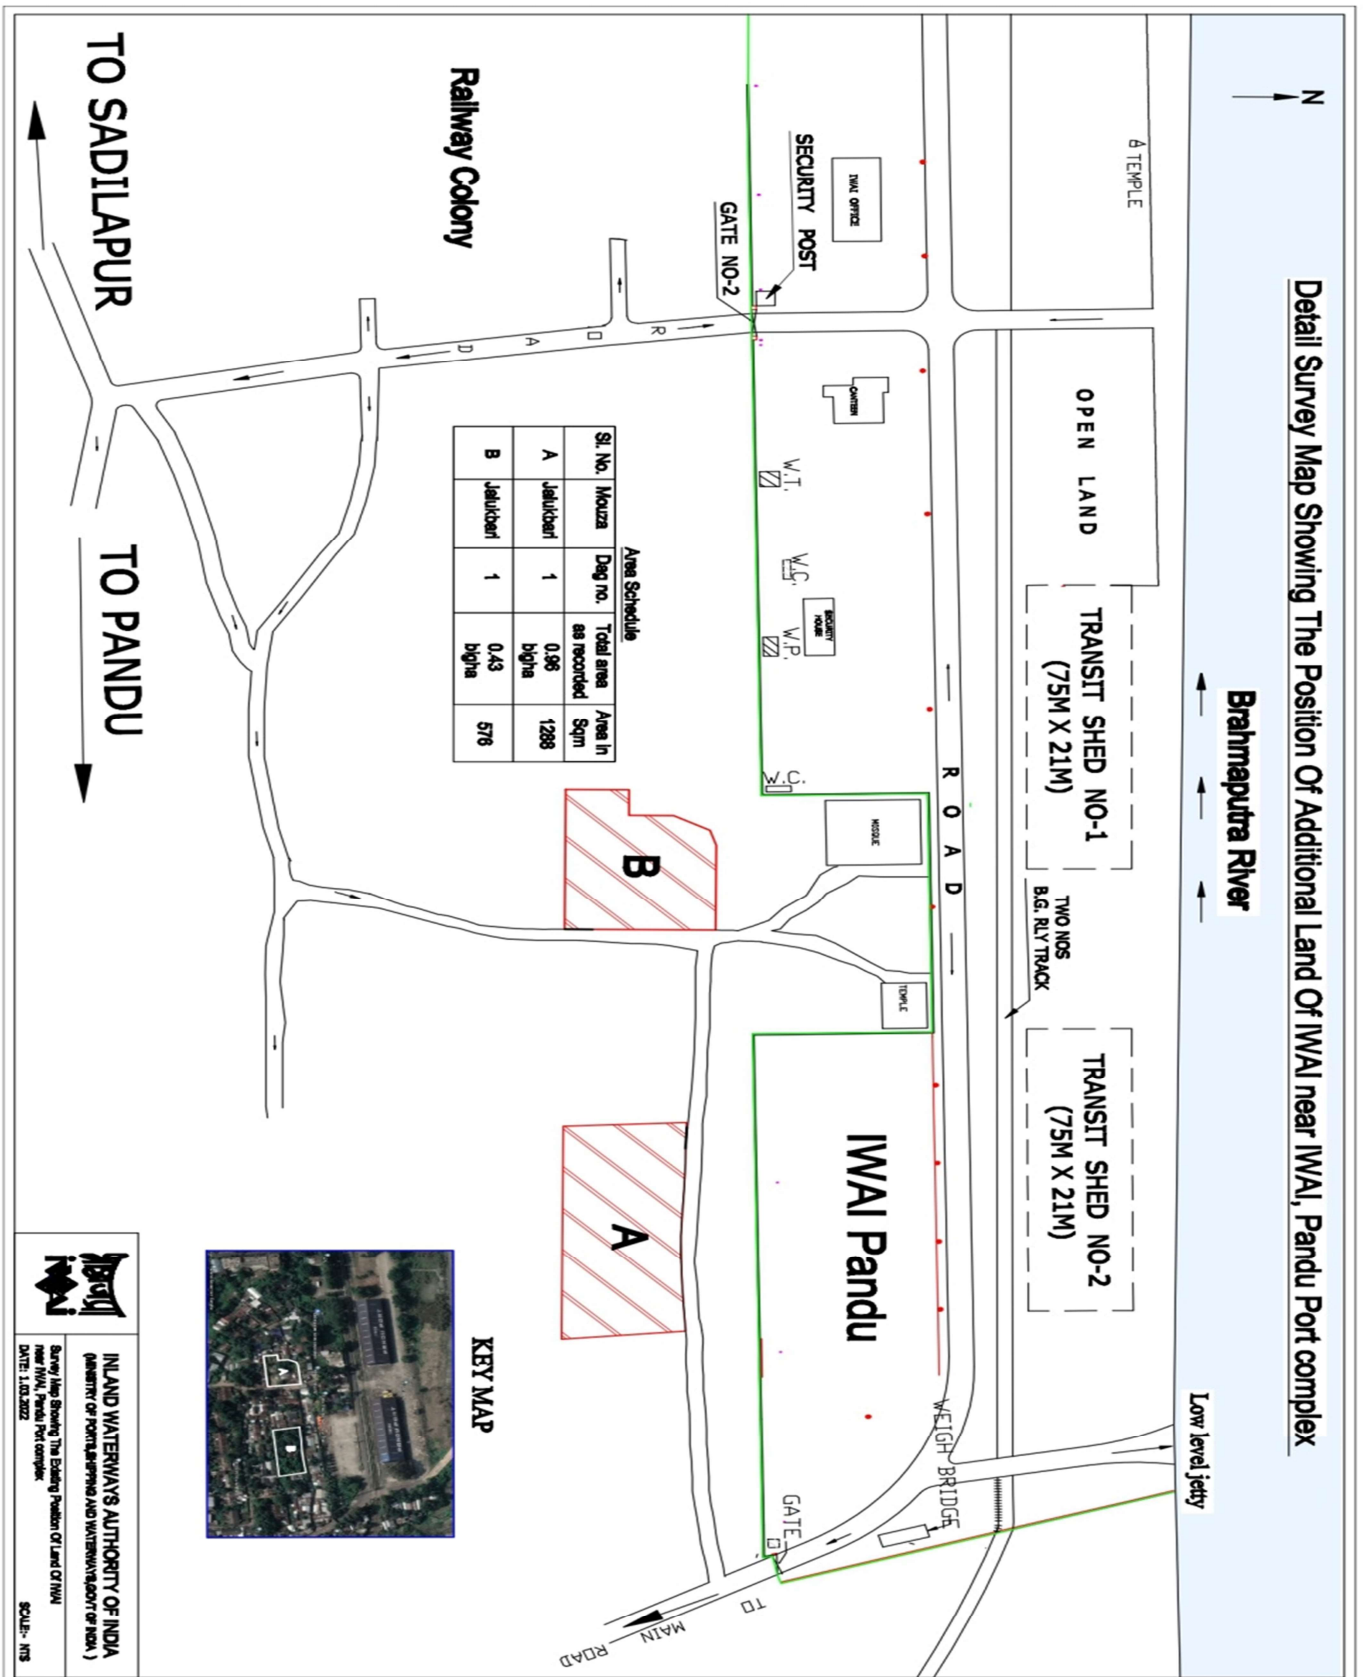 Detail Survey Map Showing The Position Of Additional Land Of IWAI near IWAI, Pandu Port complex
N
Brahmaputra River
Low level jetty
TEMPLE
OPEN LAND
TRANSIT SHED NO-1
(75M X 21M)
TRANSIT SHED NO-2
(75M X 21M)
TWO NOS
B.G. RLY TRACK
ROAD
WEIGH BRIDGE
IWAI OFFICE
SECURITY POST
GATE NO-2
CANTEEN
W.T.
W.C.
SECURITY
HOUSE
W.P.
W.C.
MOSQUE
TEMPLE
IWAI Pandu
GATE
TO MAIN ROAD
Railway Colony
ROAD
Area Schedule
Sl. No. Mouza Dag no. Total area as recorded Area in Sqm
A Jalukbari 1 0.96 bigha 1288
B Jalukbari 1 0.43 bigha 576
B
A
KEY MAP
A
B
TO SADILAPUR
TO PANDU
IWAI
INLAND WATERWAYS AUTHORITY OF INDIA
(MINISTRY OF PORTS,SHIPPING AND WATERWAYS,GOVT OF INDIA )
Survey Map Showing The Existing Position Of Land Of IWAI
near IWAI, Pandu Port complex
DATE: 1.03.2022 SCALE:- NTS